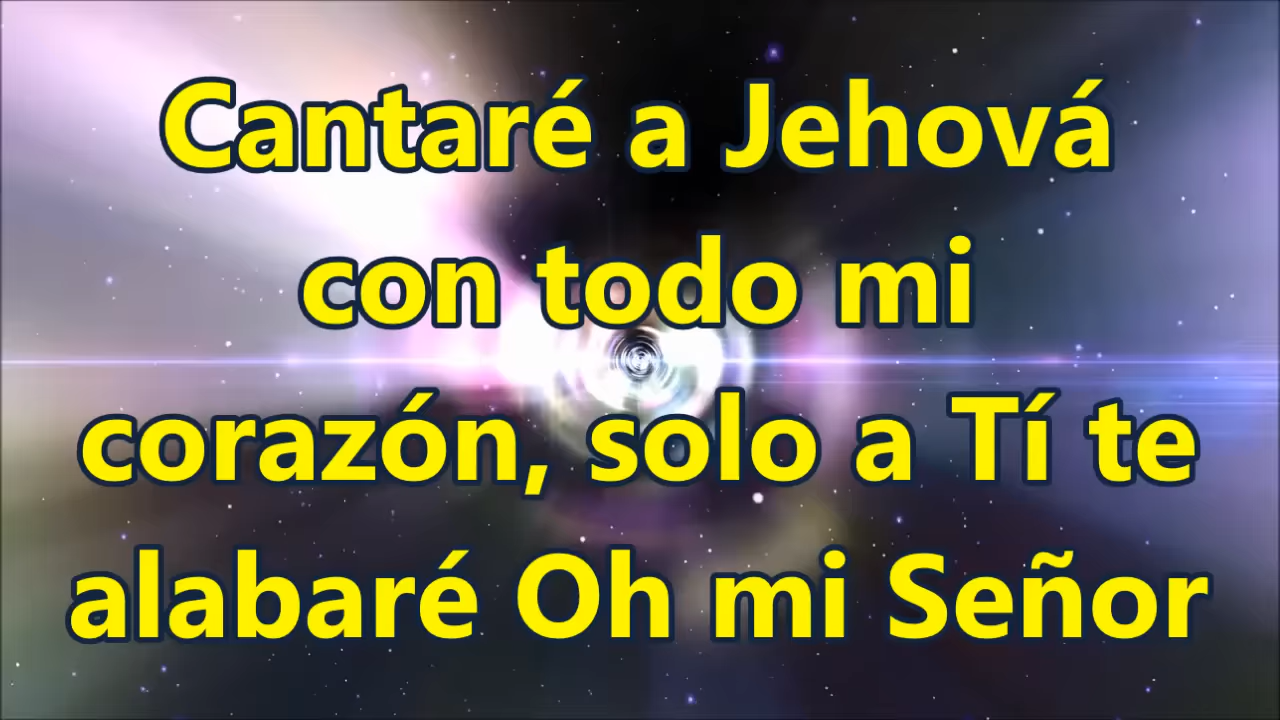 Cantaré a Jehová
con todo mi
corazón, solo a Tí te
alabaré Oh mi Señor